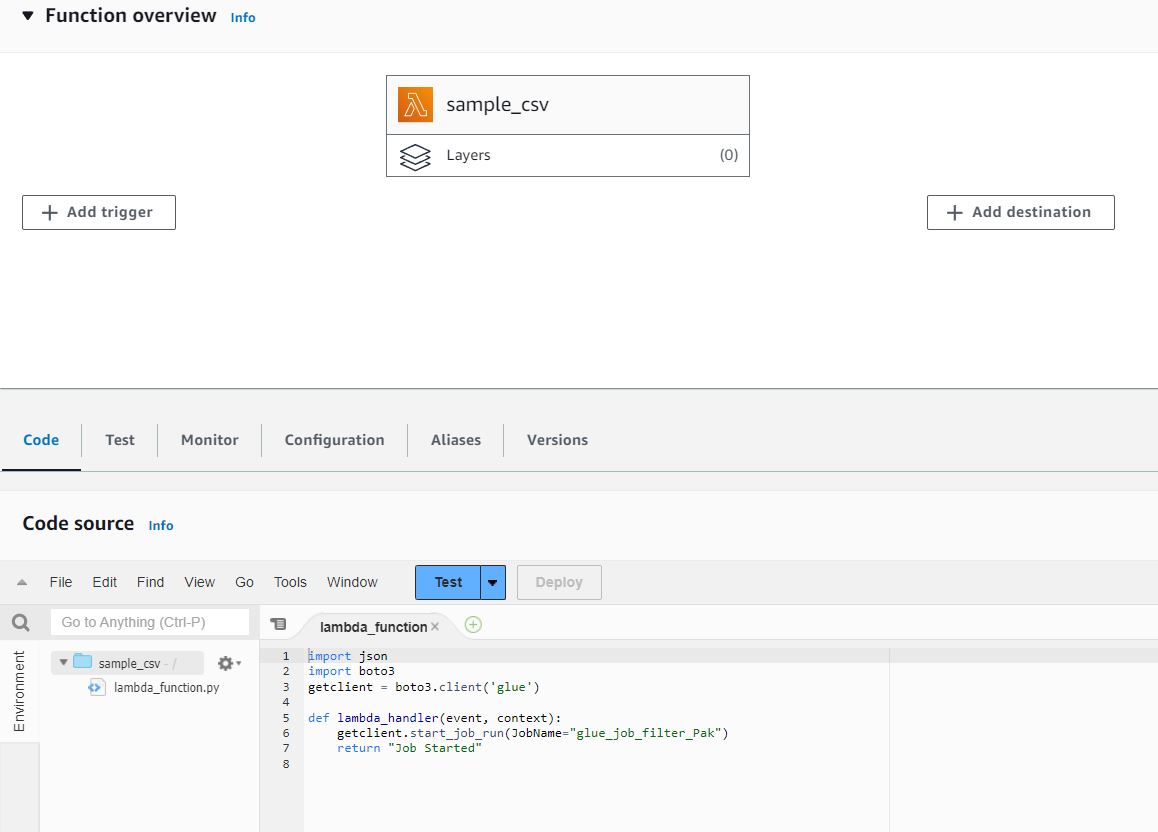 Function overview Info
sample_csv
Layers (0)
Add trigger
Add destination
Code Test Monitor Configuration Aliases Versions
Code source Info
File Edit Find View Go Tools Window Test Deploy
Go to Anything (Ctrl-P)
lambda_function ×
Environment
sample_csv - /
lambda_function.py
1 import json
2 import boto3
3 getclient = boto3.client('glue')
4
5 def lambda_handler(event, context):
6     getclient.start_job_run(JobName="glue_job_filter_Pak")
7     return "Job Started"
8